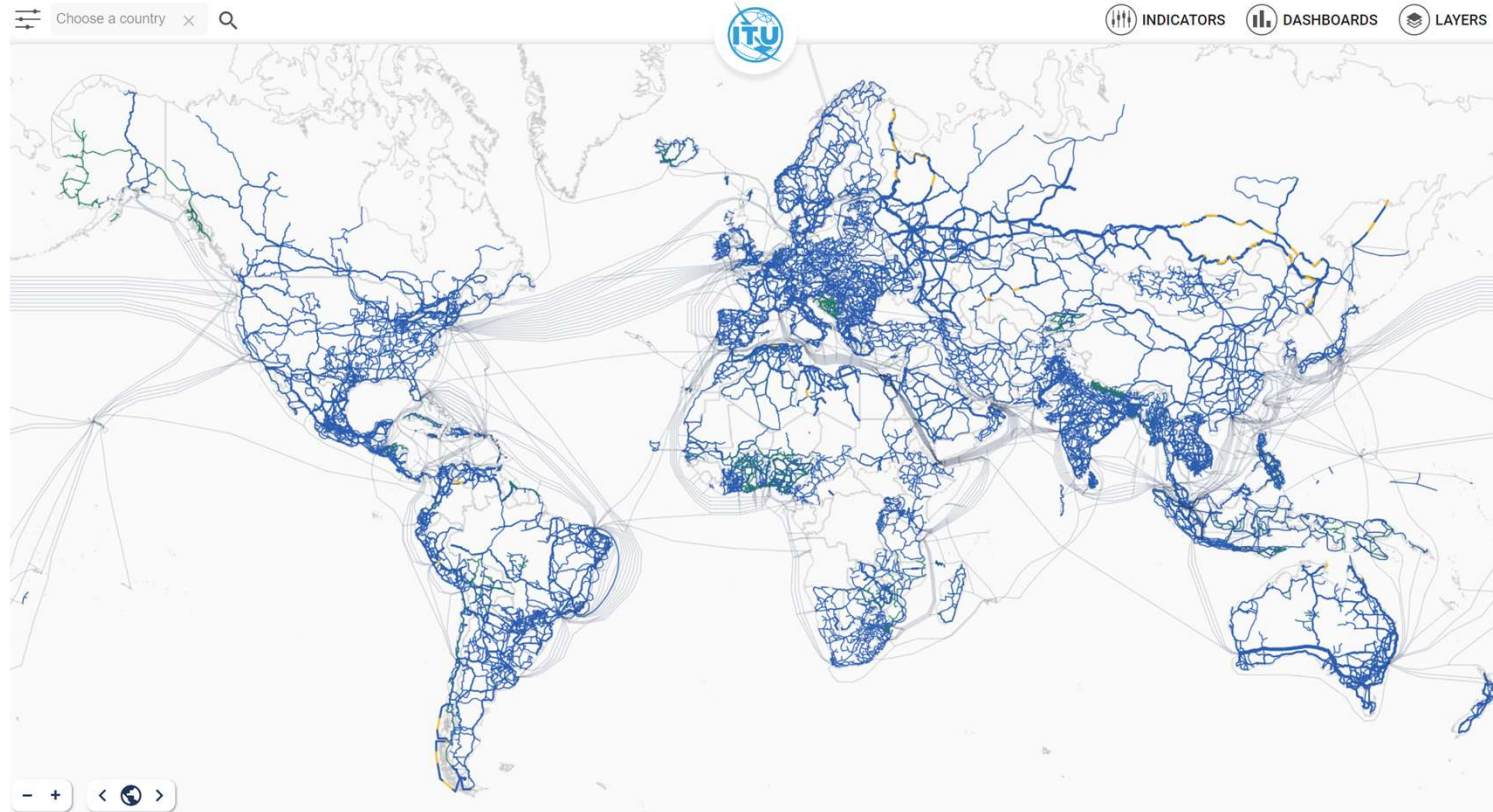 Choose a country
ITU
INDICATORS
DASHBOARDS
LAYERS